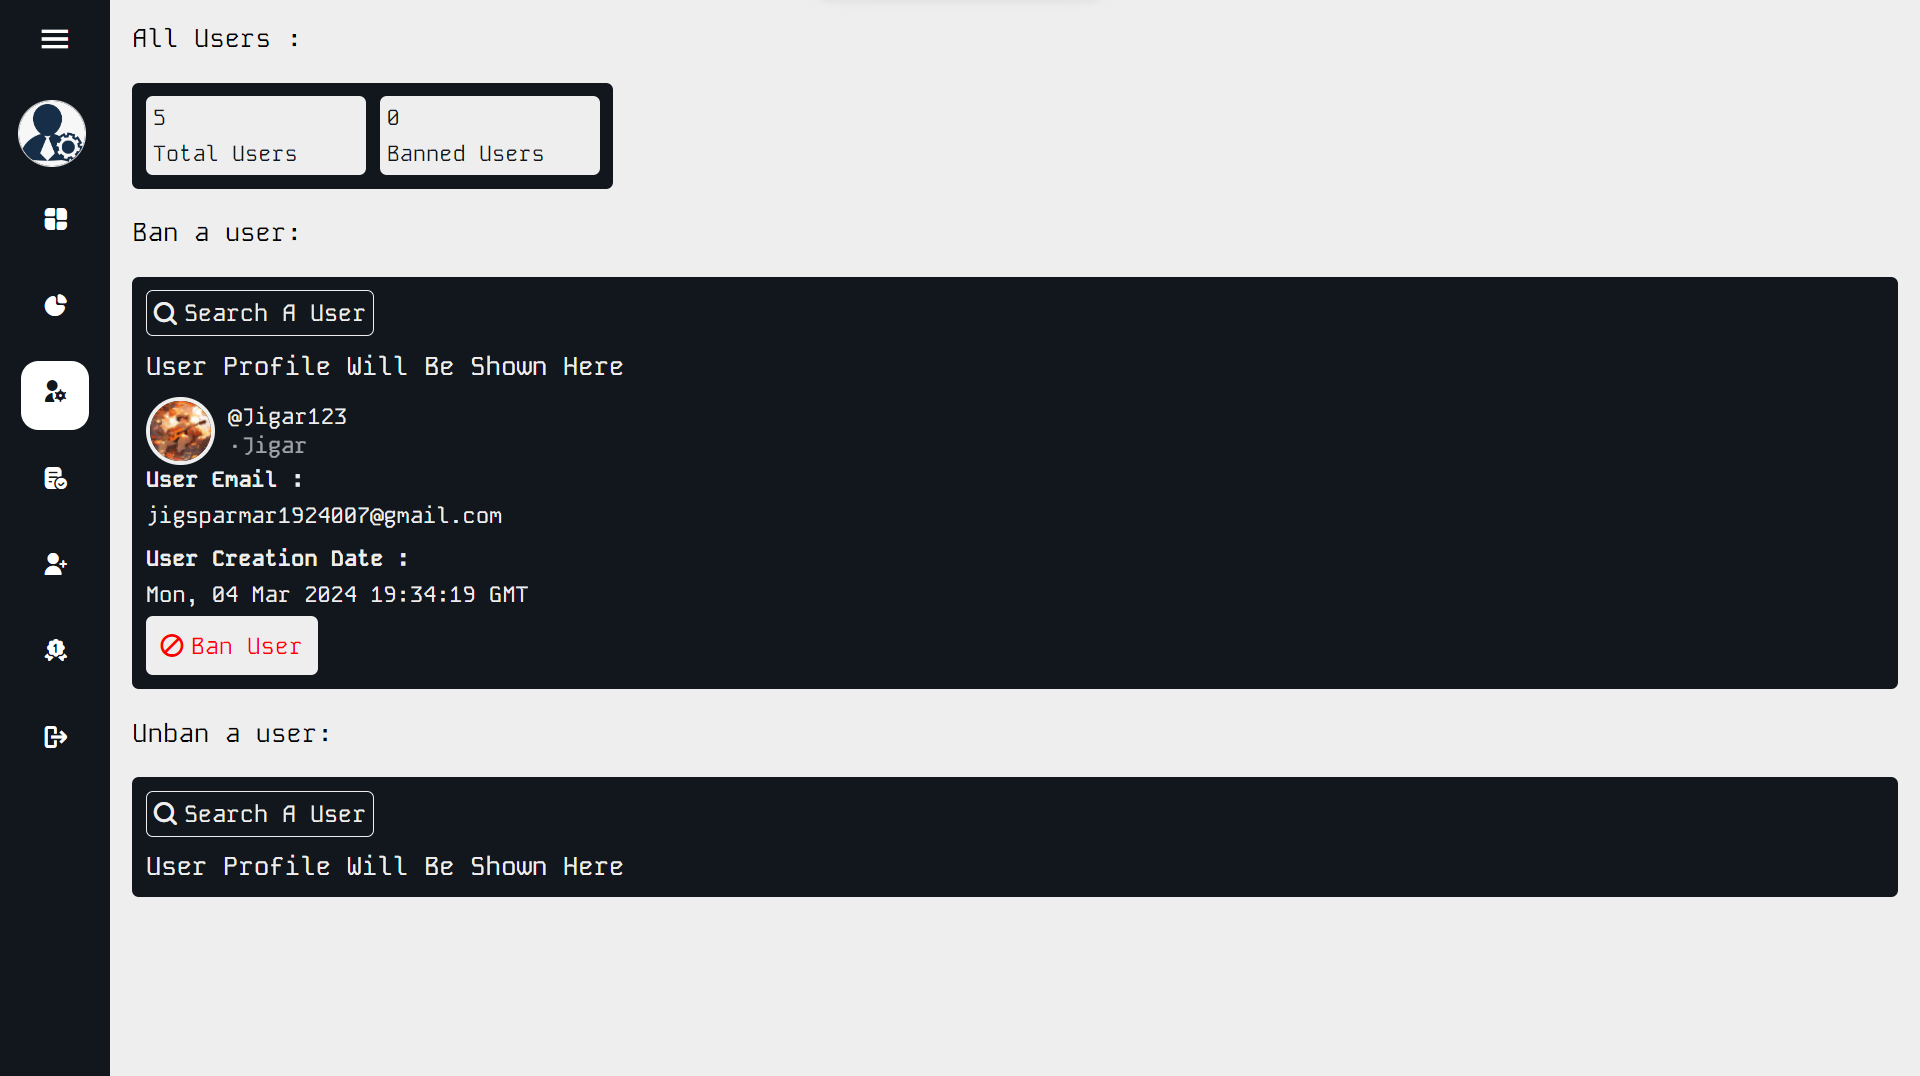 All Users :
5
Total Users
0
Banned Users
Ban a user:
Search A User
User Profile Will Be Shown Here
@Jigar123
·Jigar
User Email :
jigsparmar1924007@gmail.com
User Creation Date :
Mon, 04 Mar 2024 19:34:19 GMT
Ban User
1
Unban a user:
Search A User
User Profile Will Be Shown Here